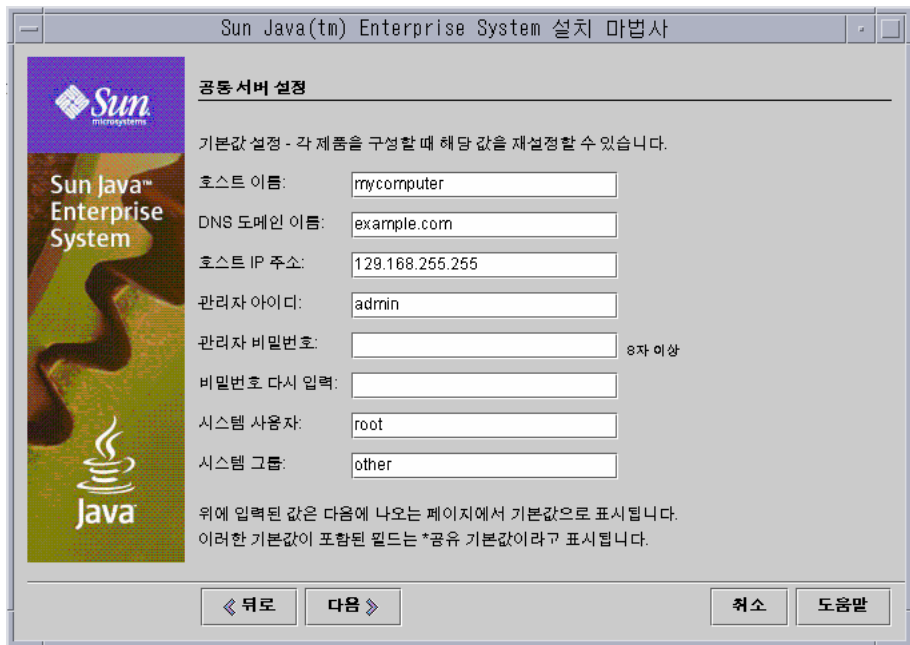 Sun Java(tm) Enterprise System 설치 마법사
Sun
microsystems
Sun Java™
Enterprise
System
Java
공통 서버 설정
기본값 설정 - 각 제품을 구성할 때 해당 값을 재설정할 수 있습니다.
호스트 이름: mycomputer
DNS 도메인 이름: example.com
호스트 IP 주소: 129.168.255.255
관리자 아이디: admin
관리자 비밀번호: 8자 이상
비밀번호 다시 입력:
시스템 사용자: root
시스템 그룹: other
위에 입력된 값은 다음에 나오는 페이지에서 기본값으로 표시됩니다.
이러한 기본값이 포함된 필드는 *공유 기본값이라고 표시됩니다.
뒤로 다음 취소 도움말